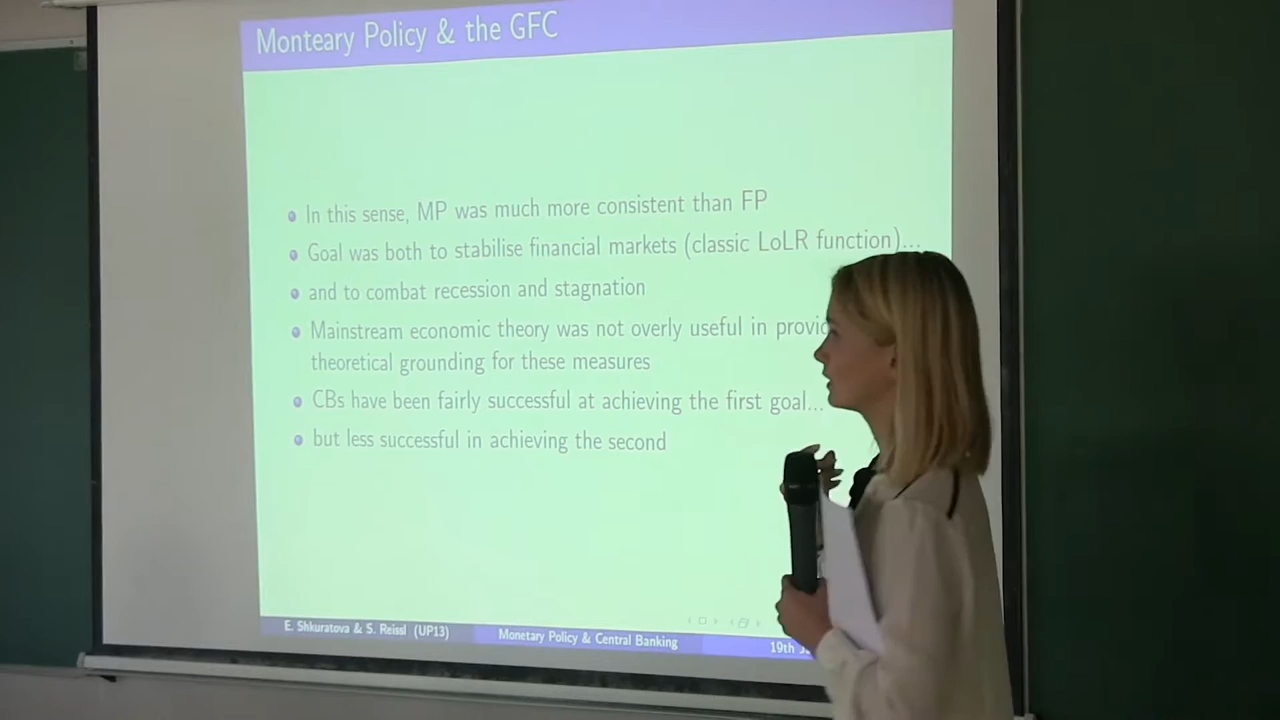 Monteary Policy & the GFC
In this sense, MP was much more consistent than FP
Goal was both to stabilise financial markets (classic LoLR function)...
and to combat recession and stagnation
Mainstream economic theory was not overly useful in
theoretical grounding for these measures
CBs have been fairly successful at achieving the first goal...
but less successful in achieving the second
E. Shkuratova & S. Reissl (UP13)
Monetary Policy & Central Banking
19th